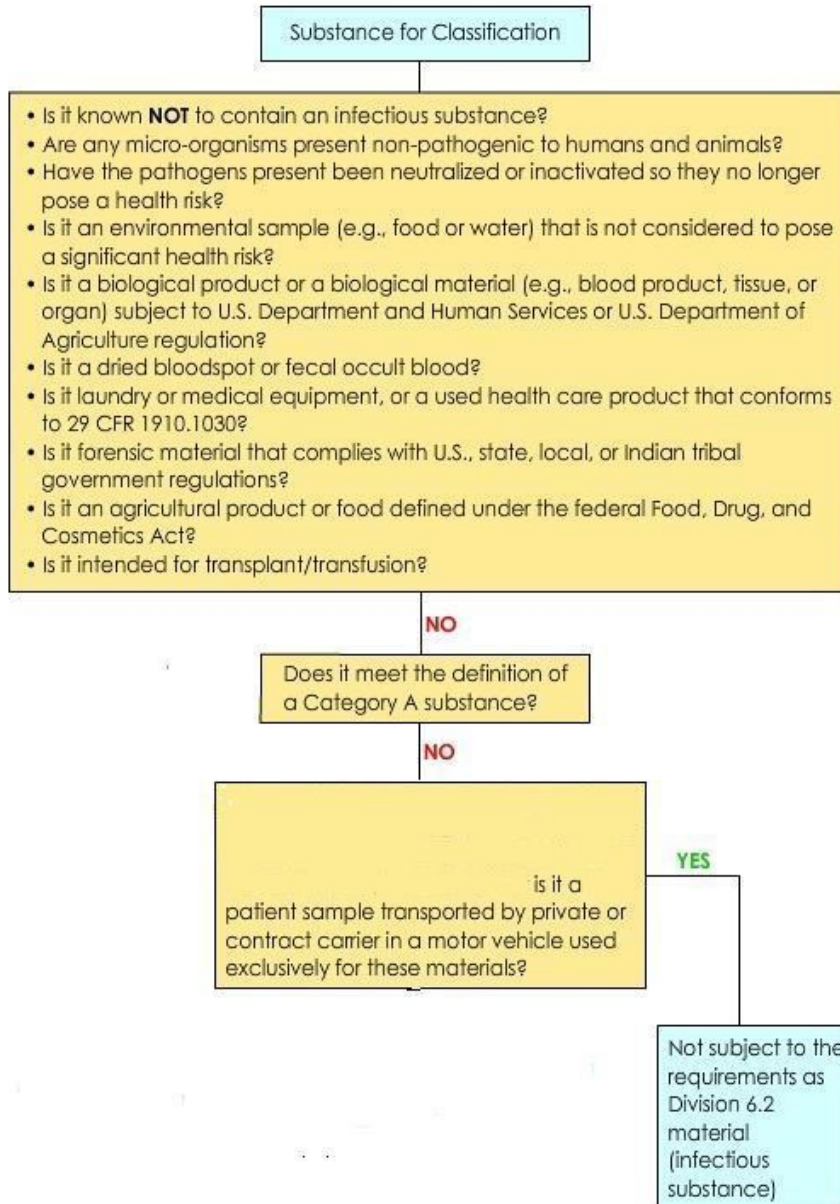 Substance for Classification
• Is it known NOT to contain an infectious substance?
• Are any micro-organisms present non-pathogenic to humans and animals?
• Have the pathogens present been neutralized or inactivated so they no longer
pose a health risk?
• Is it an environmental sample (e.g., food or water) that is not considered to pose
a significant health risk?
• Is it a biological product or a biological material (e.g., blood product, tissue, or
organ) subject to U.S. Department and Human Services or U.S. Department of
Agriculture regulation?
• Is it a dried bloodspot or fecal occult blood?
• Is it laundry or medical equipment, or a used health care product that conforms
to 29 CFR 1910.1030?
• Is it forensic material that complies with U.S., state, local, or Indian tribal
government regulations?
• Is it an agricultural product or food defined under the federal Food, Drug, and
Cosmetics Act?
• Is it intended for transplant/transfusion?
NO
Does it meet the definition of
a Category A substance?
NO
is it a
patient sample transported by private or
contract carrier in a motor vehicle used
exclusively for these materials?
YES
Not subject to the
requirements as
Division 6.2
material
(infectious
substance)